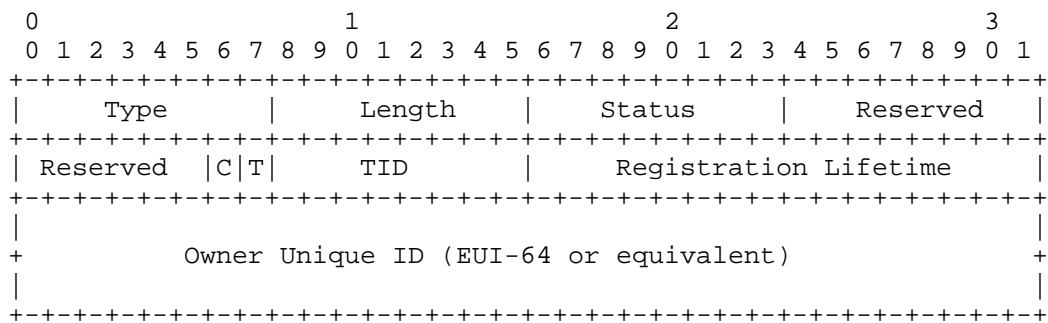 0                   1                   2                   3
 0 1 2 3 4 5 6 7 8 9 0 1 2 3 4 5 6 7 8 9 0 1 2 3 4 5 6 7 8 9 0 1
+-+-+-+-+-+-+-+-+-+-+-+-+-+-+-+-+-+-+-+-+-+-+-+-+-+-+-+-+-+-+-+-+
|     Type      |     Length    |    Status     |    Reserved   |
+-+-+-+-+-+-+-+-+-+-+-+-+-+-+-+-+-+-+-+-+-+-+-+-+-+-+-+-+-+-+-+-+
| Reserved  |C|T|     TID       |     Registration Lifetime     |
+-+-+-+-+-+-+-+-+-+-+-+-+-+-+-+-+-+-+-+-+-+-+-+-+-+-+-+-+-+-+-+-+
|                                                               |
+          Owner Unique ID (EUI-64 or equivalent)               +
|                                                               |
+-+-+-+-+-+-+-+-+-+-+-+-+-+-+-+-+-+-+-+-+-+-+-+-+-+-+-+-+-+-+-+-+